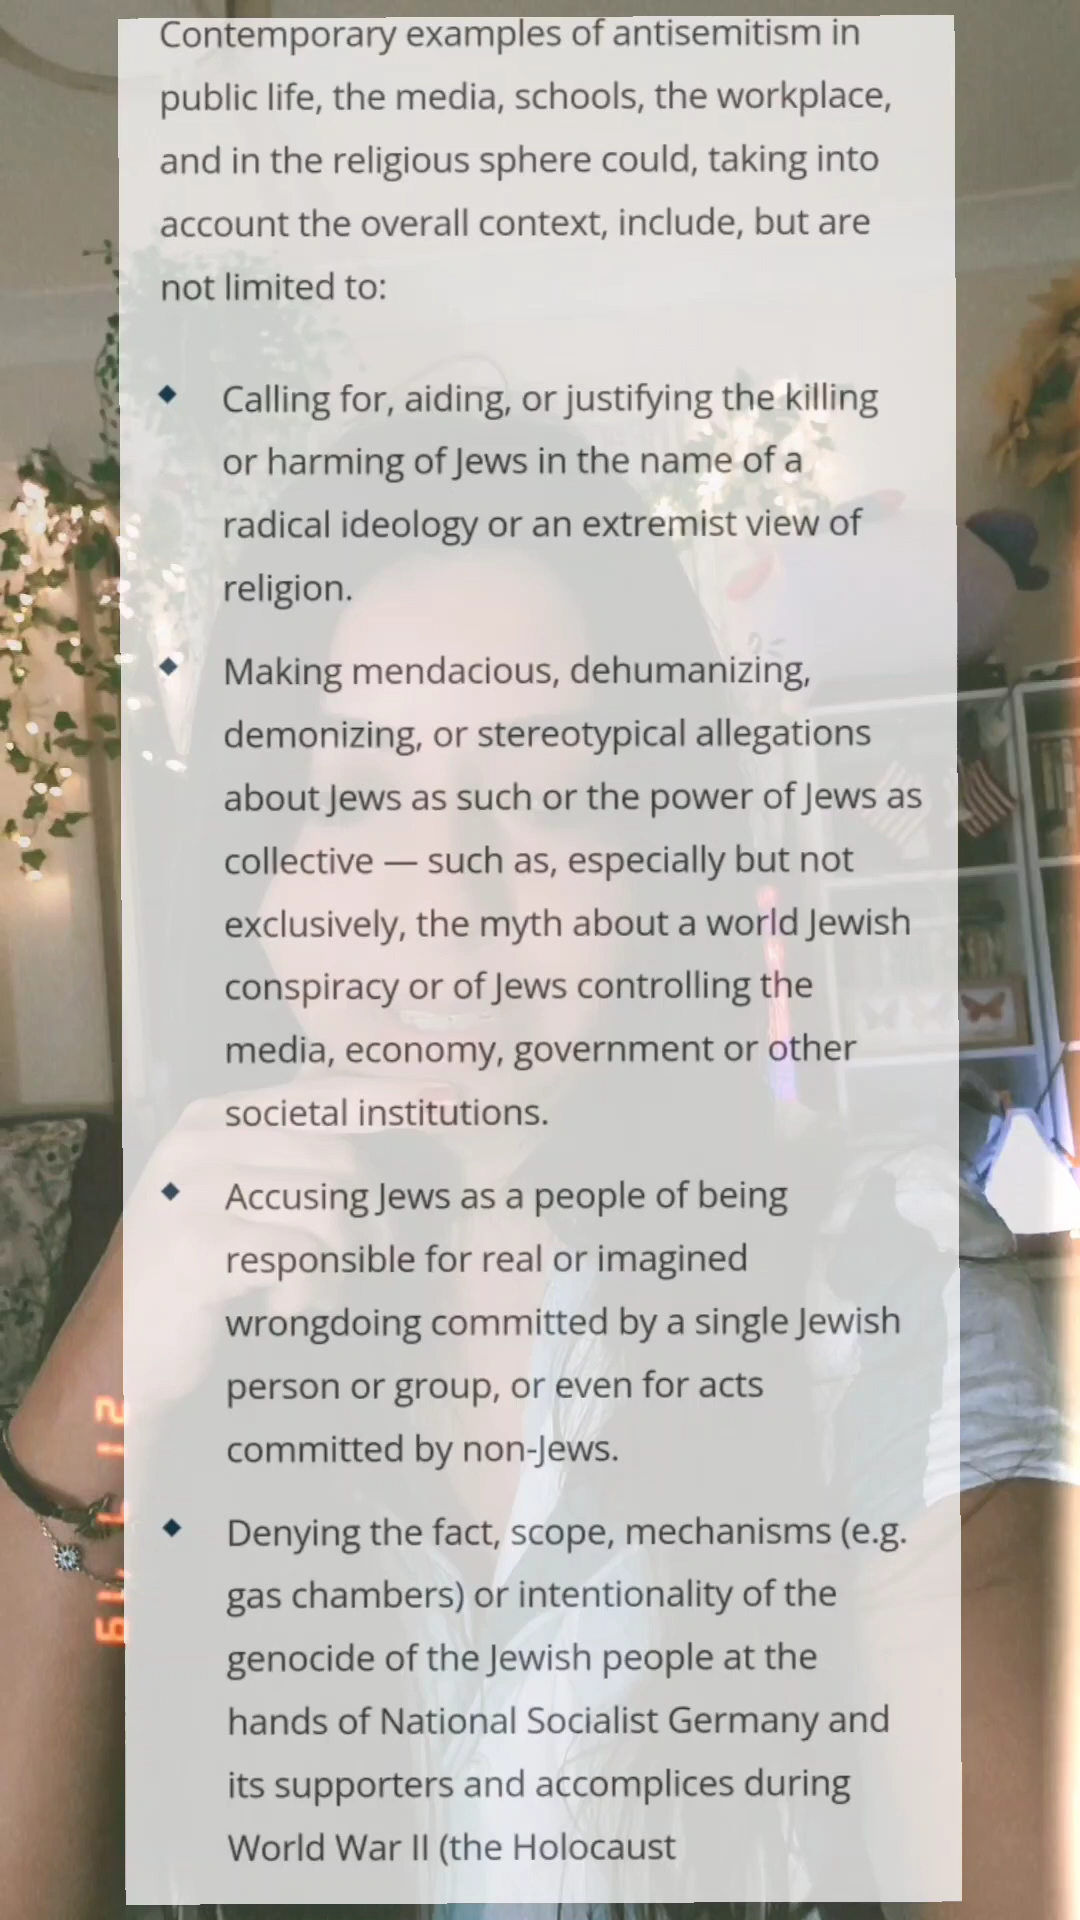 Contemporary examples of antisemitism in
public life, the media, schools, the workplace,
and in the religious sphere could, taking into
account the overall context, include, but are
not limited to:
Calling for, aiding, or justifying the killing
or harming of Jews in the name of a
radical ideology or an extremist view of
religion.
Making mendacious, dehumanizing,
demonizing, or stereotypical allegations
about Jews as such or the power of Jews as
collective — such as, especially but not
exclusively, the myth about a world Jewish
conspiracy or of Jews controlling the
media, economy, government or other
societal institutions.
Accusing Jews as a people of being
responsible for real or imagined
wrongdoing committed by a single Jewish
person or group, or even for acts
committed by non-Jews.
Denying the fact, scope, mechanisms (e.g.
gas chambers) or intentionality of the
genocide of the Jewish people at the
hands of National Socialist Germany and
its supporters and accomplices during
World War II (the Holocaust